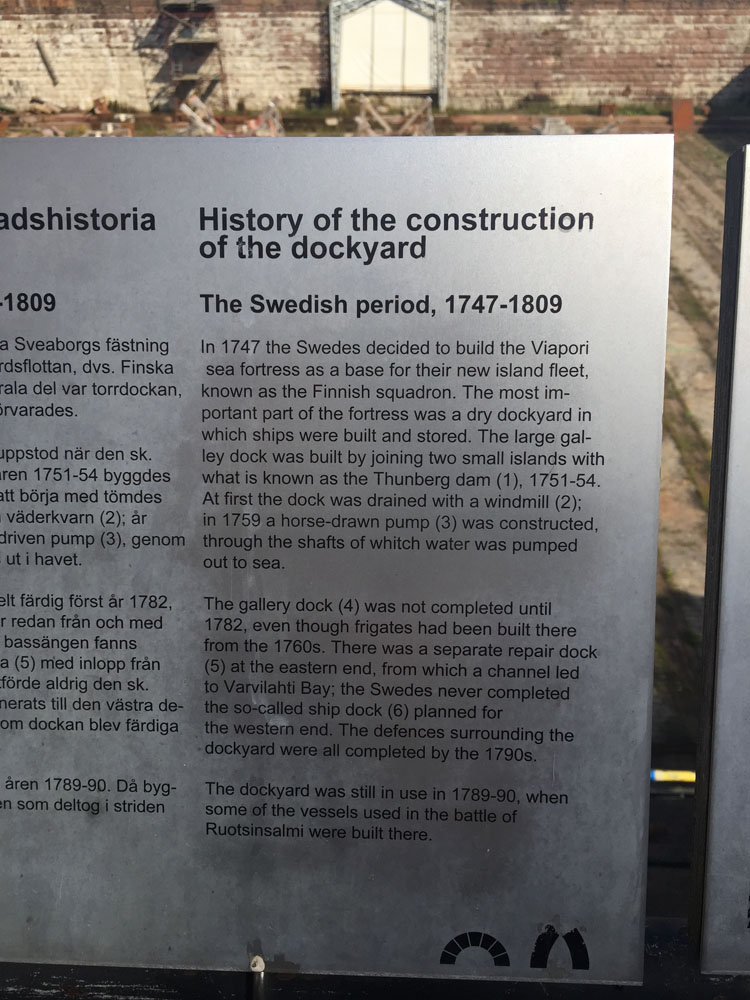 adshistoria
-1809
a Sveaborgs fästning
rdsflottan, dvs. Finska
rala del var torrdockan,
örvarades.
uppstod när den sk.
ren 1751-54 byggdes
att börja med tömdes
väderkvarn (2); år
driven pump (3), genom
ut i havet.
elt färdig först år 1782,
r redan från och med
bassängen fanns
a (5) med inlopp från
förde aldrig den sk.
nerats till den västra de-
om dockan blev färdiga
åren 1789-90. Då byg-
en som deltog i striden
History of the construction
of the dockyard
The Swedish period, 1747-1809
In 1747 the Swedes decided to build the Viapori
sea fortress as a base for their new island fleet,
known as the Finnish squadron. The most im-
portant part of the fortress was a dry dockyard in
which ships were built and stored. The large gal-
ley dock was built by joining two small islands with
what is known as the Thunberg dam (1), 1751-54.
At first the dock was drained with a windmill (2);
in 1759 a horse-drawn pump (3) was constructed,
through the shafts of whitch water was pumped
out to sea.
The gallery dock (4) was not completed until
1782, even though frigates had been built there
from the 1760s. There was a separate repair dock
(5) at the eastern end, from which a channel led
to Varvilahti Bay; the Swedes never completed
the so-called ship dock (6) planned for
the western end. The defences surrounding the
dockyard were all completed by the 1790s.
The dockyard was still in use in 1789-90, when
some of the vessels used in the battle of
Ruotsinsalmi were built there.